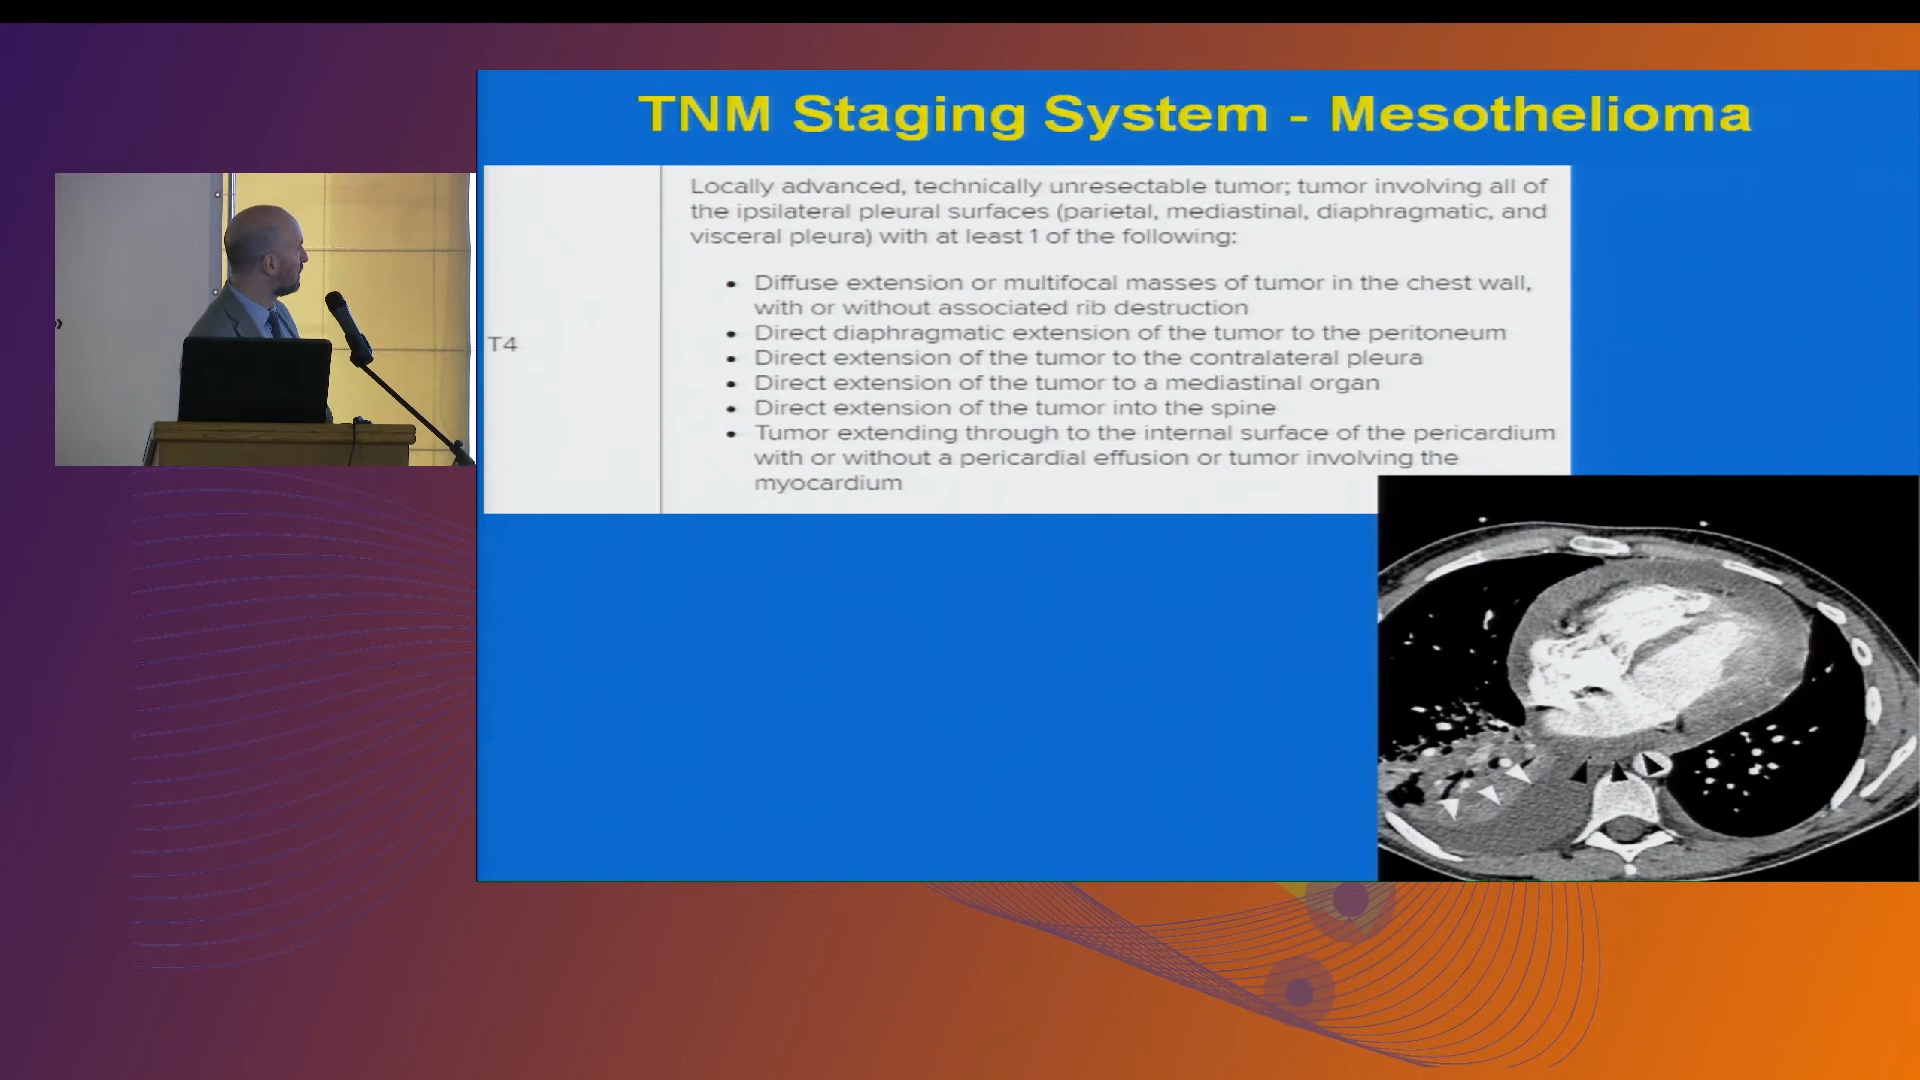 TNM Staging System - Mesothelioma
Locally advanced, technically unresectable tumor; tumor involving all of
the ipsilateral pleural surfaces (parietal, mediastinal, diaphragmatic, and
visceral pleura) with at least 1 of the following:
• Diffuse extension or multifocal masses of tumor in the chest wall,
with or without associated rib destruction
• Direct diaphragmatic extension of the tumor to the peritoneum
T4
• Direct extension of the tumor to the contralateral pleura
• Direct extension of the tumor to a mediastinal organ
• Direct extension of the tumor into the spine
• Tumor extending through to the internal surface of the pericardium
with or without a pericardial effusion or tumor involving the
myocardium